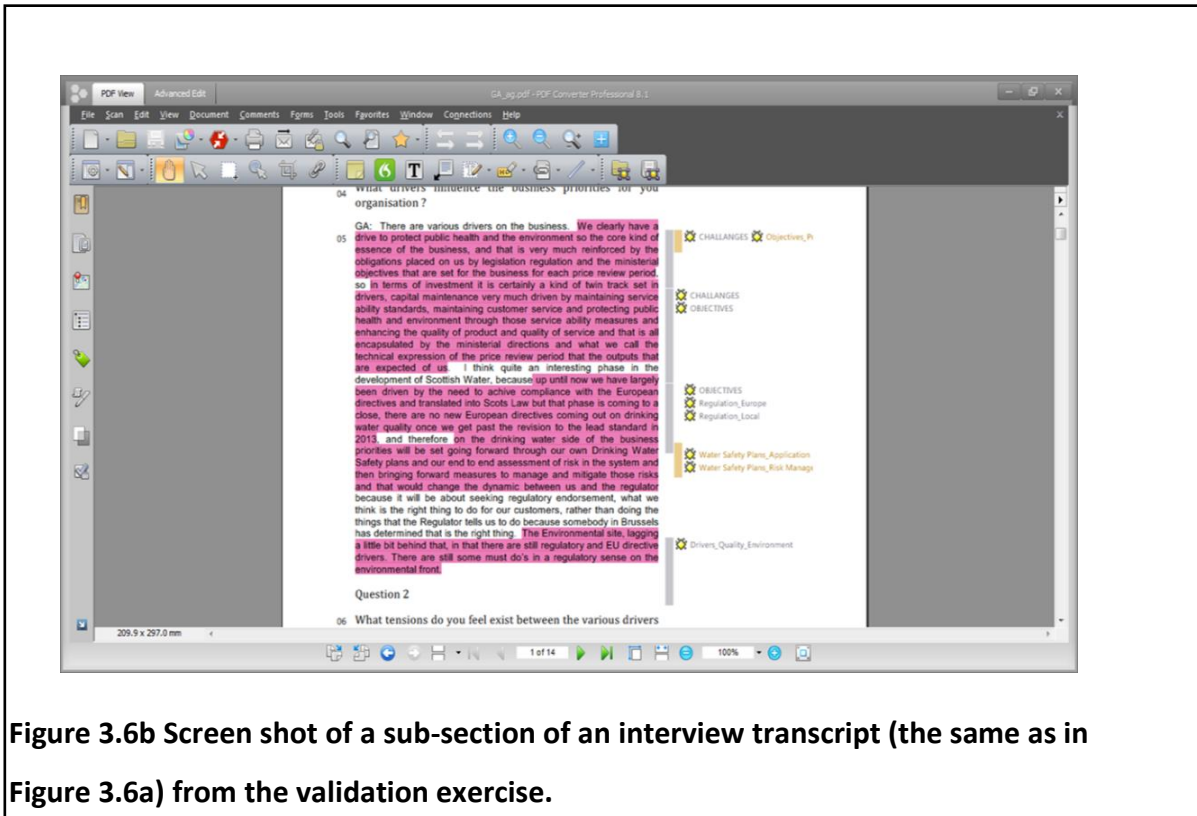 PDF View Advanced Edit GA_ag.pdf - PDF Converter Professional 8.1
File Scan Edit View Document Comments Forms Tools Favorites Window Connections Help
04 What drivers influence the business priorities for you
organisation ?
GA: There are various drivers on the business. We clearly have a
05 drive to protect public health and the environment so the core kind of
essence of the business, and that is very much reinforced by the
obligations placed on us by legislation regulation and the ministerial
objectives that are set for the business for each price review period.
so in terms of investment it is certainly a kind of twin track set in
drivers, capital maintenance very much driven by maintaining service
ability standards, maintaining customer service and protecting public
health and environment through those service ability measures and
enhancing the quality of product and quality of service and that is all
encapsulated by the ministerial directions and what we call the
technical expression of the price review period that the outputs that
are expected of us. I think quite an interesting phase in the
development of Scottish Water, because up until now we have largely
been driven by the need to achive compliance with the European
directives and translated into Scots Law but that phase is coming to a
close, there are no new European directives coming out on drinking
water quality once we get past the revision to the lead standard in
2013, and therefore on the drinking water side of the business
priorities will be set going forward through our own Drinking Water
Safety plans and our end to end assessment of risk in the system and
then bringing forward measures to manage and mitigate those risks
and that would change the dynamic between us and the regulator
because it will be about seeking regulatory endorsement, what we
think is the right thing to do for our customers, rather than doing the
things that the Regulator tells us to do because somebody in Brussels
has determined that is the right thing. The Environmental site, lagging
a little bit behind that, in that there are still regulatory and EU directive
drivers. There are still some must do's in a regulatory sense on the
environmental front.
Question 2
06 What tensions do you feel exist between the various drivers
CHALLANGES Objectives_Pr
CHALLANGES
OBJECTIVES
OBJECTIVES
Regulation_Europe
Regulation_Local
Water Safety Plans_Application
Water Safety Plans_Risk Manage
Drivers_Quality_Environment
209.9 x 297.0 mm
1 of 14 100%
Figure 3.6b Screen shot of a sub-section of an interview transcript (the same as in
Figure 3.6a) from the validation exercise.